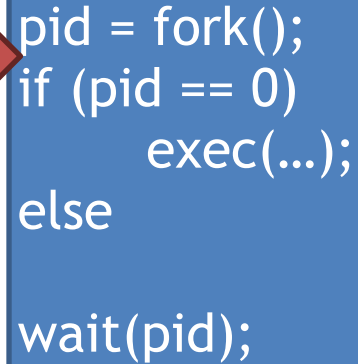 pid = fork();
if (pid == 0)
exec(…);
else
wait(pid);